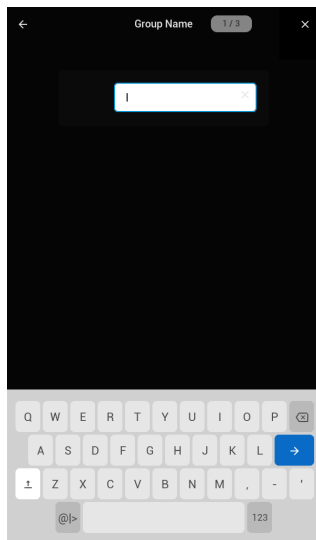 Group Name 1 / 3
Q W E R T Y U I O P
A S D F G H J K L
Z X C V B N M , - '
@|> 123